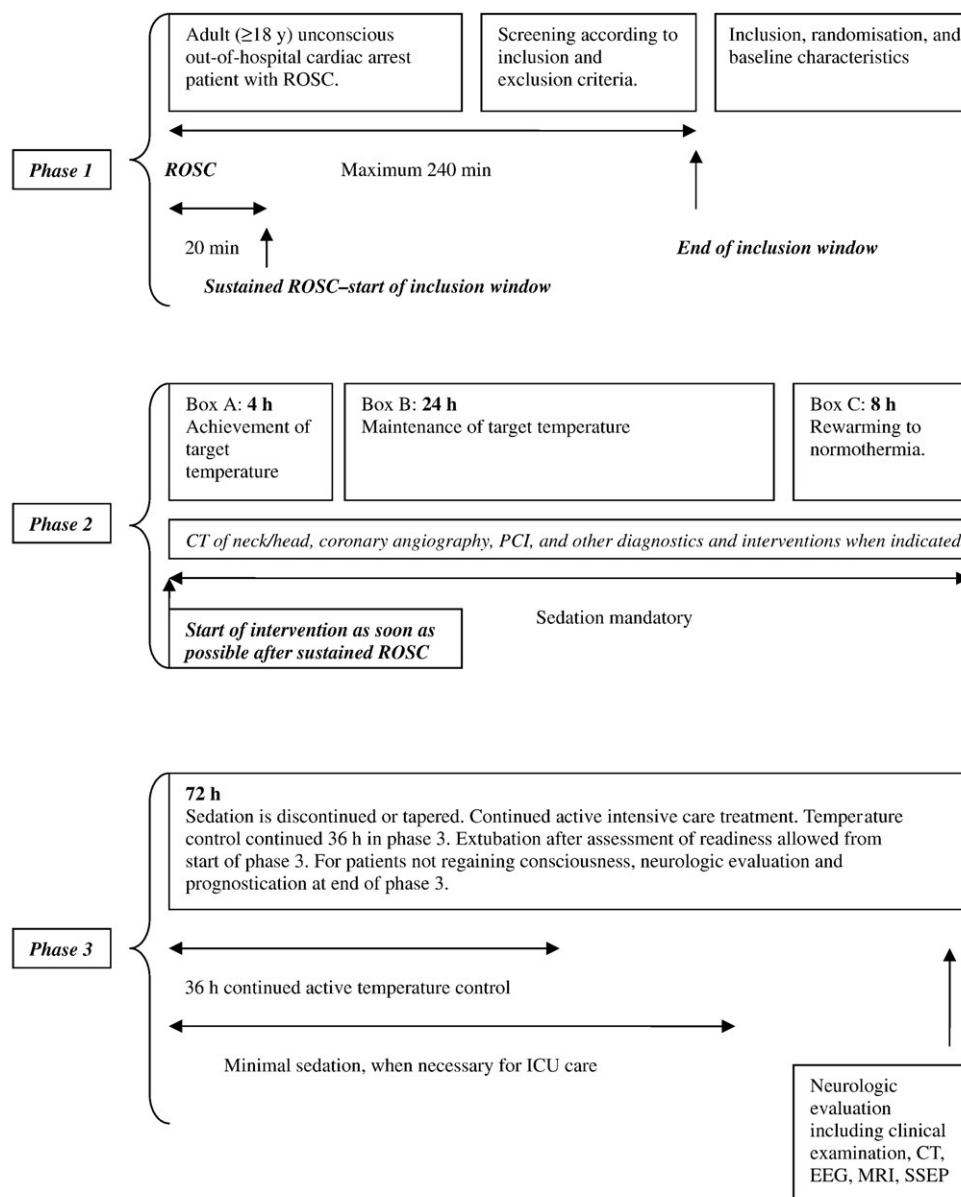 Adult (≥18 y) unconscious
out-of-hospital cardiac arrest
patient with ROSC.
Screening according to
inclusion and
exclusion criteria.
Inclusion, randomisation, and
baseline characteristics
Phase 1
ROSC
Maximum 240 min
20 min
End of inclusion window
Sustained ROSC–start of inclusion window
Box A: 4 h
Achievement of
target
temperature
Box B: 24 h
Maintenance of target temperature
Box C: 8 h
Rewarming to
normothermia.
Phase 2
CT of neck/head, coronary angiography, PCI, and other diagnostics and interventions when indicated
Sedation mandatory
Start of intervention as soon as
possible after sustained ROSC
72 h
Sedation is discontinued or tapered. Continued active intensive care treatment. Temperature
control continued 36 h in phase 3. Extubation after assessment of readiness allowed from
start of phase 3. For patients not regaining consciousness, neurologic evaluation and
prognostication at end of phase 3.
Phase 3
36 h continued active temperature control
Minimal sedation, when necessary for ICU care
Neurologic
evaluation
including clinical
examination, CT,
EEG, MRI, SSEP